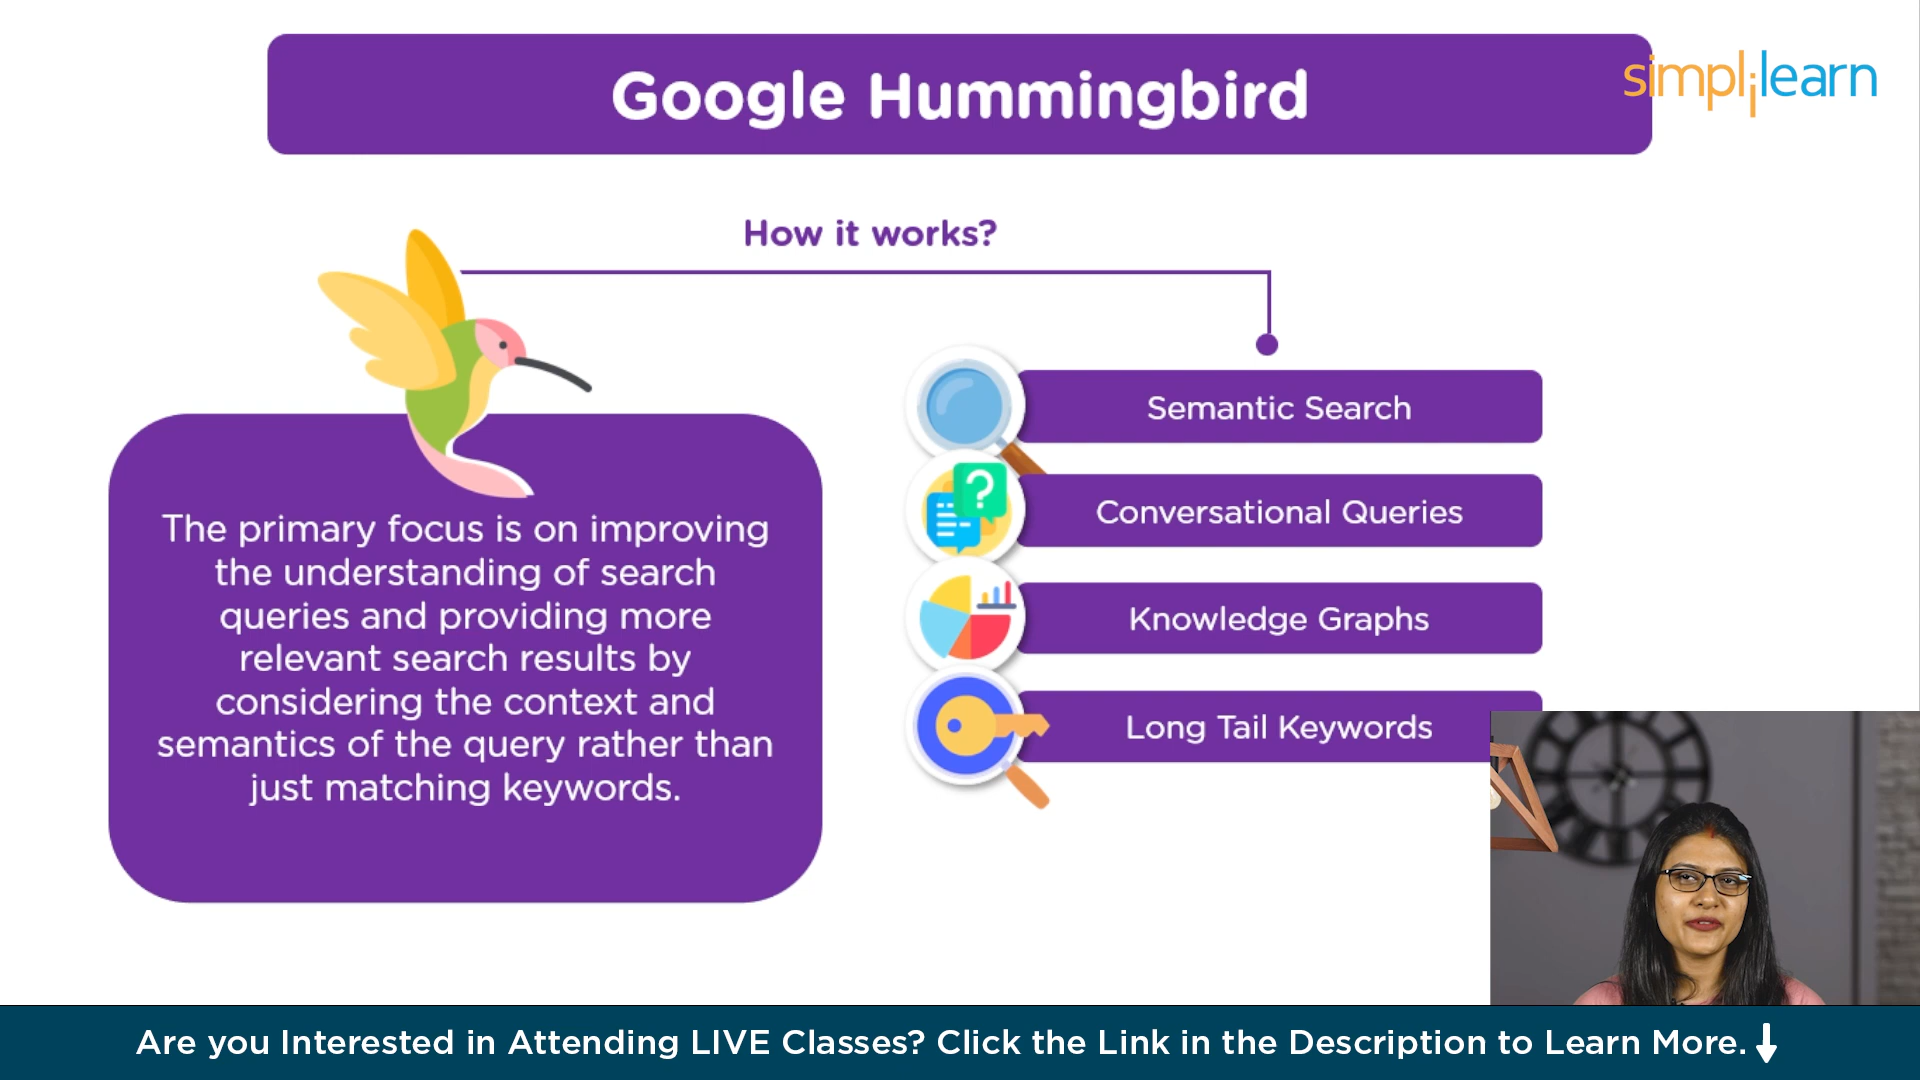 Google Hummingbird
simplilearn
How it works?
The primary focus is on improving
the understanding of search
queries and providing more
relevant search results by
considering the context and
semantics of the query rather than
just matching keywords.
Semantic Search
?
Conversational Queries
Knowledge Graphs
Long Tail Keywords
Are you Interested in Attending LIVE Classes? Click the Link in the Description to Learn More.